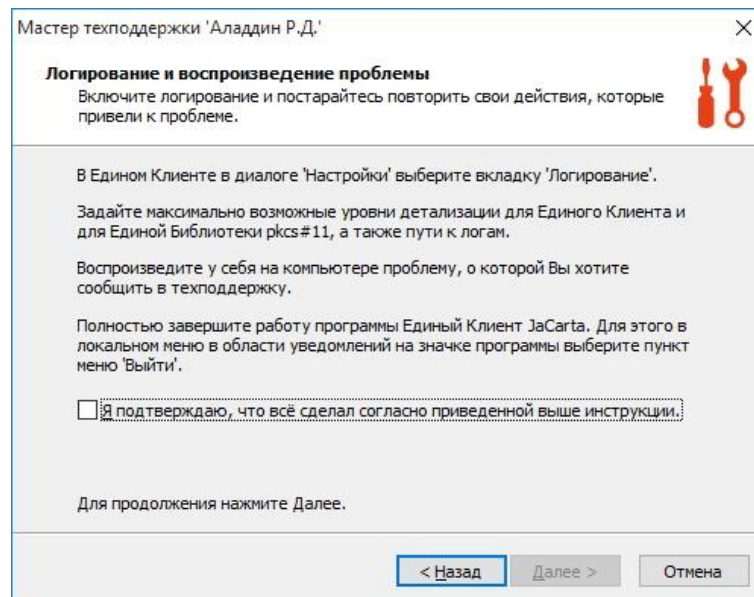 Мастер техподдержки 'Аладдин Р.Д.'
Логирование и воспроизведение проблемы
Включите логирование и постарайтесь повторить свои действия, которые
привели к проблеме.
В Едином Клиенте в диалоге 'Настройки' выберите вкладку 'Логирование'.
Задайте максимально возможные уровни детализации для Единого Клиента и
для Единой Библиотеки pkcs#11, а также пути к логам.
Воспроизведите у себя на компьютере проблему, о которой Вы хотите
сообщить в техподдержку.
Полностью завершите работу программы Единый Клиент JaCarta. Для этого в
локальном меню в области уведомлений на значке программы выберите пункт
меню 'Выйти'.
Я подтверждаю, что всё сделал согласно приведенной выше инструкции.
Для продолжения нажмите Далее.
< Назад Далее > Отмена